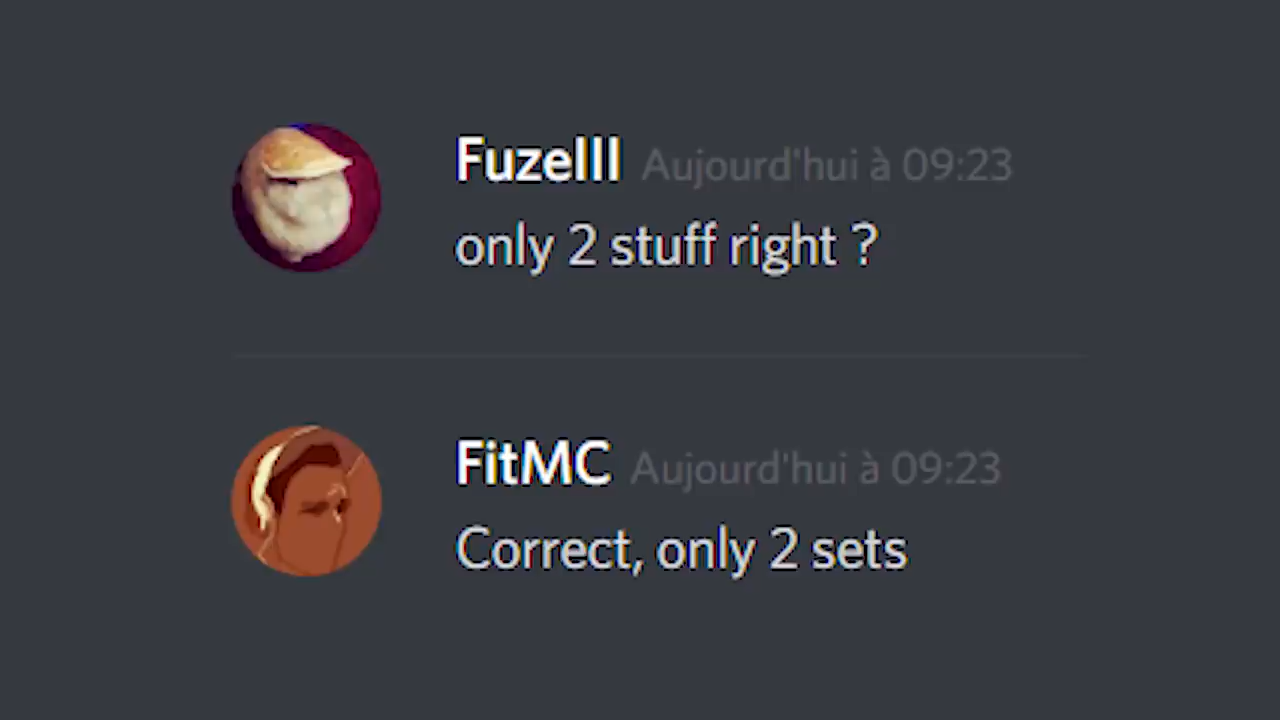 FuzeIII Aujourd'hui à 09:23
only 2 stuff right ?
FitMC Aujourd'hui à 09:23
Correct, only 2 sets